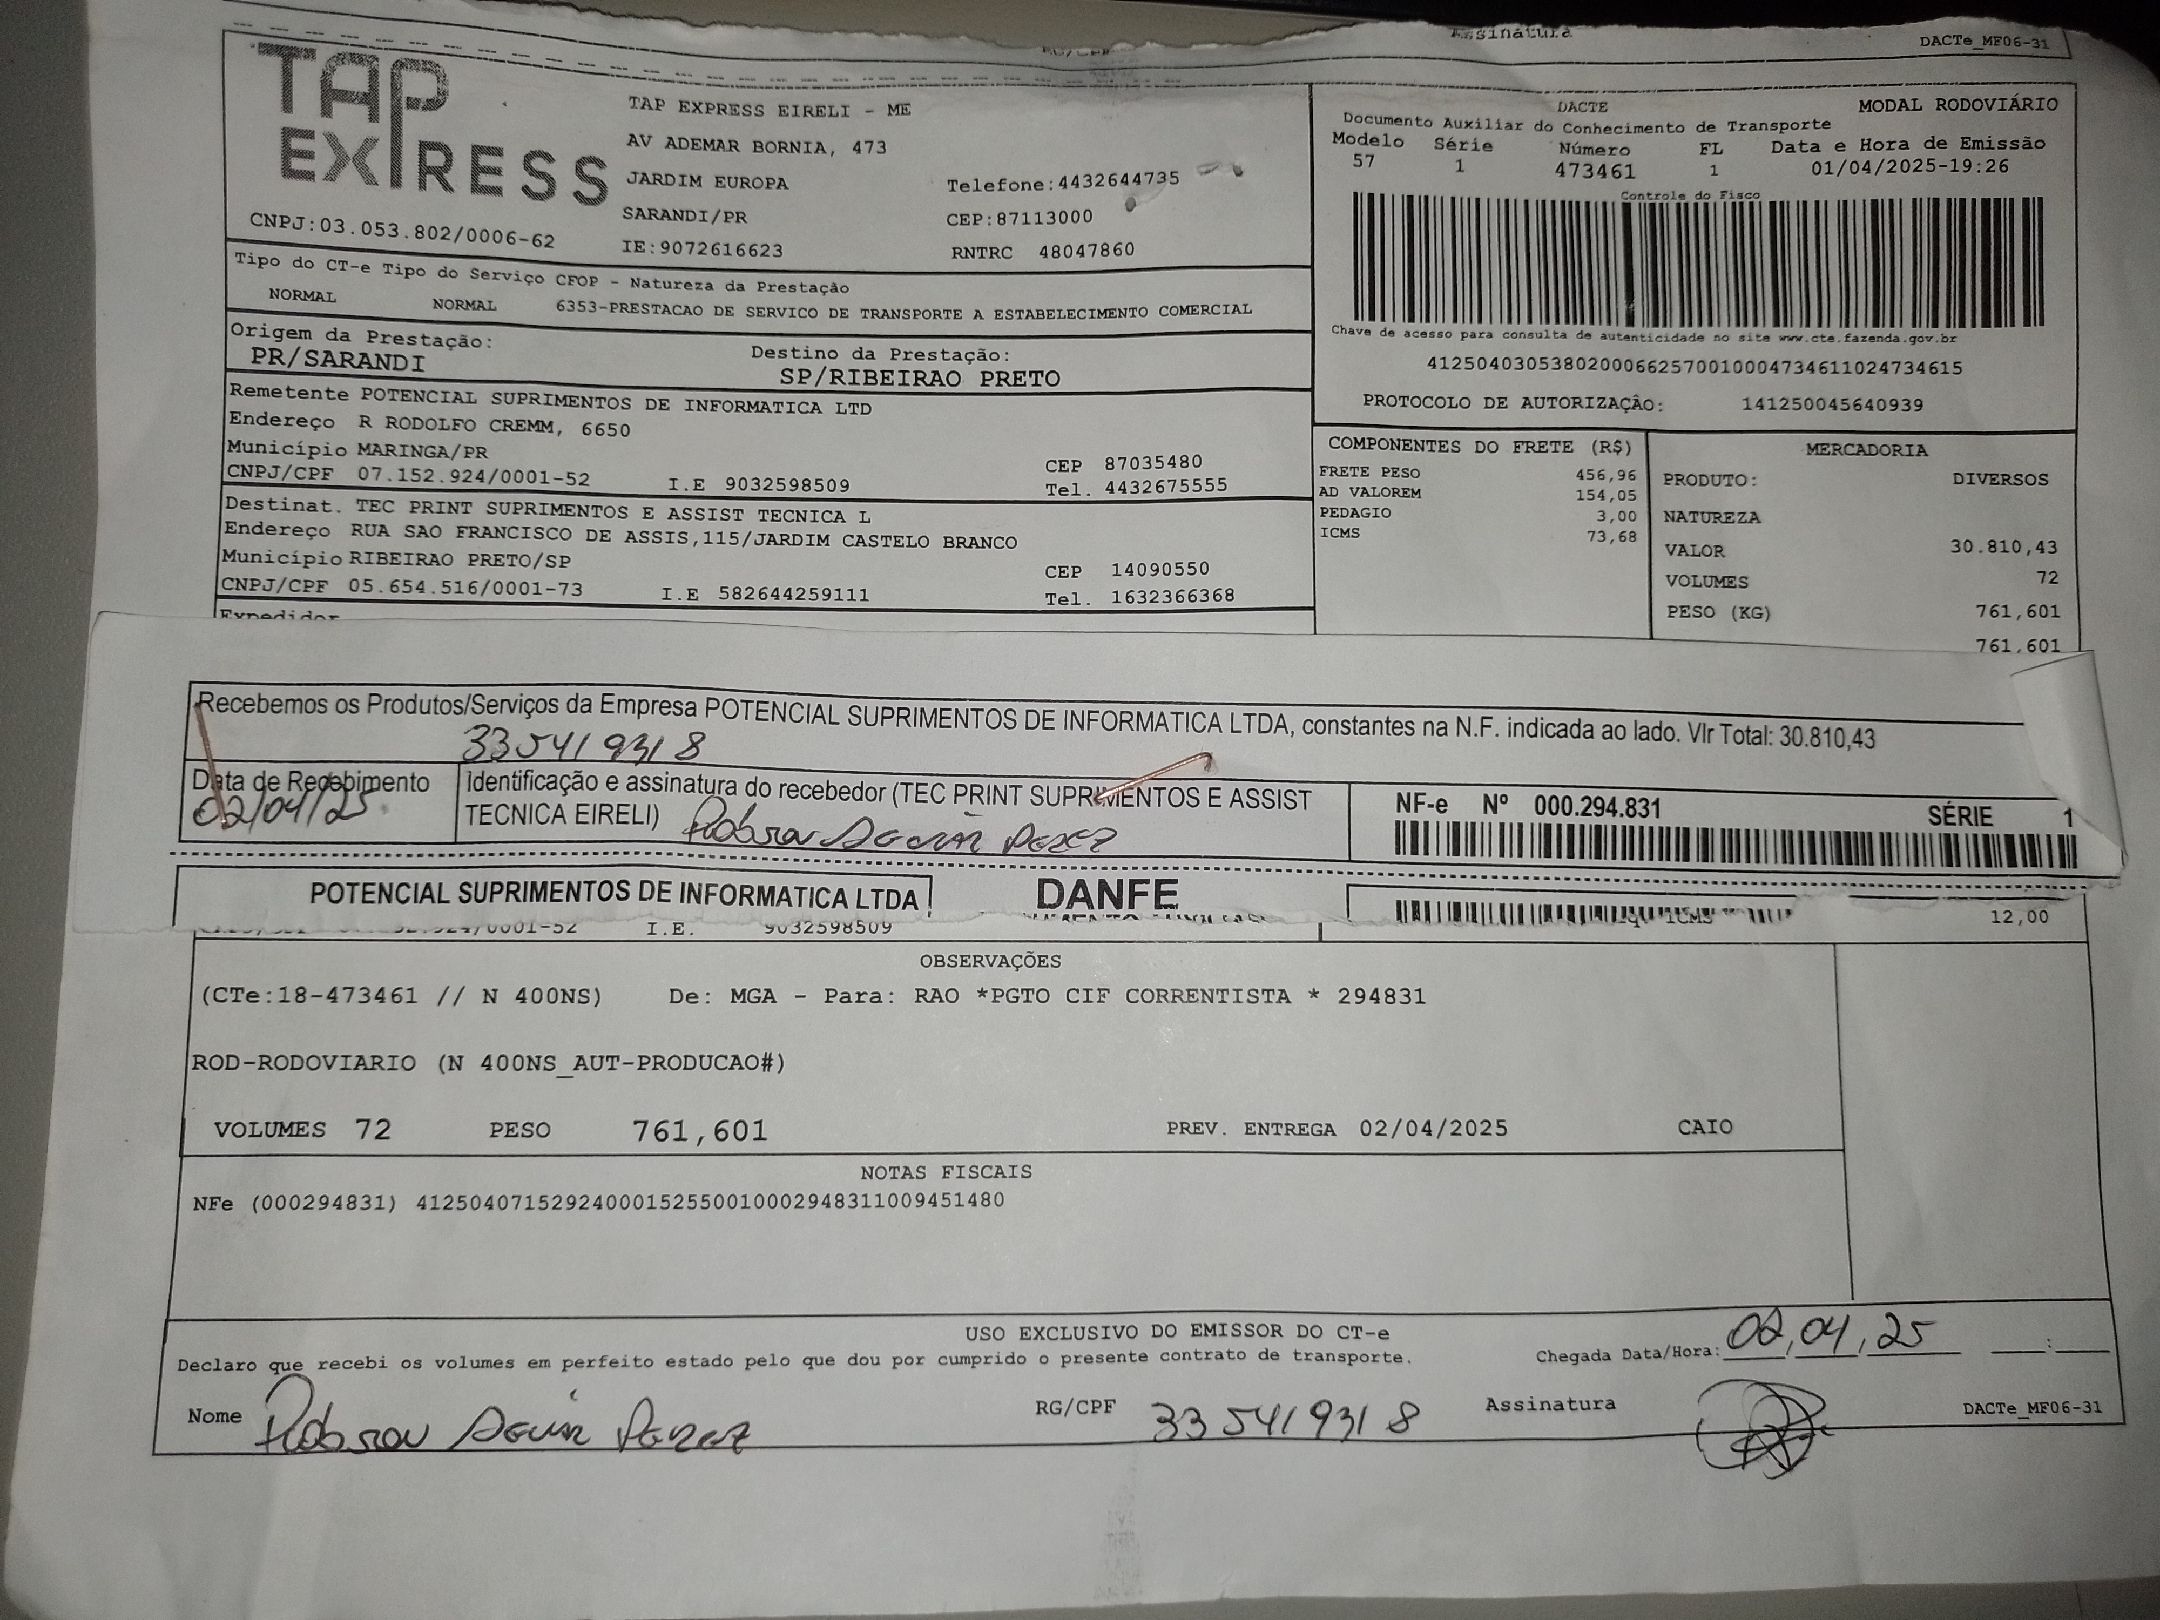 Assinatura
DACTe_MF06-31
TAP EXPRESS
TAP EXPRESS EIRELI - ME
AV ADEMAR BORNIA, 473
JARDIM EUROPA Telefone:4432644735
SARANDI/PR CEP:87113000
CNPJ:03.053.802/0006-62 IE:9072616623 RNTRC 48047860
DACTE MODAL RODOVIÁRIO
Documento Auxiliar do Conhecimento de Transporte
Modelo Série Número FL Data e Hora de Emissão
57 1 473461 1 01/04/2025-19:26
Controle do Fisco
Chave de acesso para consulta de autenticidade no site www.cte.fazenda.gov.br
41250403053802000662570010004734611024734615
PROTOCOLO DE AUTORIZAÇÃO: 141250045640939
Tipo do CT-e Tipo do Serviço CFOP - Natureza da Prestação
NORMAL NORMAL 6353-PRESTACAO DE SERVICO DE TRANSPORTE A ESTABELECIMENTO COMERCIAL
Origem da Prestação: Destino da Prestação:
PR/SARANDI SP/RIBEIRAO PRETO
Remetente POTENCIAL SUPRIMENTOS DE INFORMATICA LTD
Endereço R RODOLFO CREMM, 6650
Município MARINGA/PR CEP 87035480
CNPJ/CPF 07.152.924/0001-52 I.E 9032598509 Tel. 4432675555
Destinat. TEC PRINT SUPRIMENTOS E ASSIST TECNICA L
Endereço RUA SAO FRANCISCO DE ASSIS,115/JARDIM CASTELO BRANCO
Município RIBEIRAO PRETO/SP CEP 14090550
CNPJ/CPF 05.654.516/0001-73 I.E 582644259111 Tel. 1632366368
Expedidor
COMPONENTES DO FRETE (R$)
FRETE PESO 456,96
AD VALOREM 154,05
PEDAGIO 3,00
ICMS 73,68
MERCADORIA
PRODUTO: DIVERSOS
NATUREZA
VALOR 30.810,43
VOLUMES 72
PESO (KG) 761,601
761,601
Recebemos os Produtos/Serviços da Empresa POTENCIAL SUPRIMENTOS DE INFORMATICA LTDA, constantes na N.F. indicada ao lado. Vlr Total: 30.810,43
335419318
Data de Recebimento Identificação e assinatura do recebedor (TEC PRINT SUPRIMENTOS E ASSIST
02/04/25 TECNICA EIRELI) Robson Perez
NF-e Nº 000.294.831 SÉRIE 1
POTENCIAL SUPRIMENTOS DE INFORMATICA LTDA DANFE
I.E. 9032598509 ICMS 12,00
OBSERVAÇÕES
(CTe:18-473461 // N 400NS) De: MGA - Para: RAO *PGTO CIF CORRENTISTA * 294831
ROD-RODOVIARIO (N 400NS_AUT-PRODUCAO#)
VOLUMES 72 PESO 761,601 PREV. ENTREGA 02/04/2025 CAIO
NOTAS FISCAIS
NFe (000294831) 41250407152924000152550010002948311009451480
USO EXCLUSIVO DO EMISSOR DO CT-e
Declaro que recebi os volumes em perfeito estado pelo que dou por cumprido o presente contrato de transporte. Chegada Data/Hora: 02,04,25 :
Nome Robson Perez RG/CPF 335419318 Assinatura DACTe_MF06-31